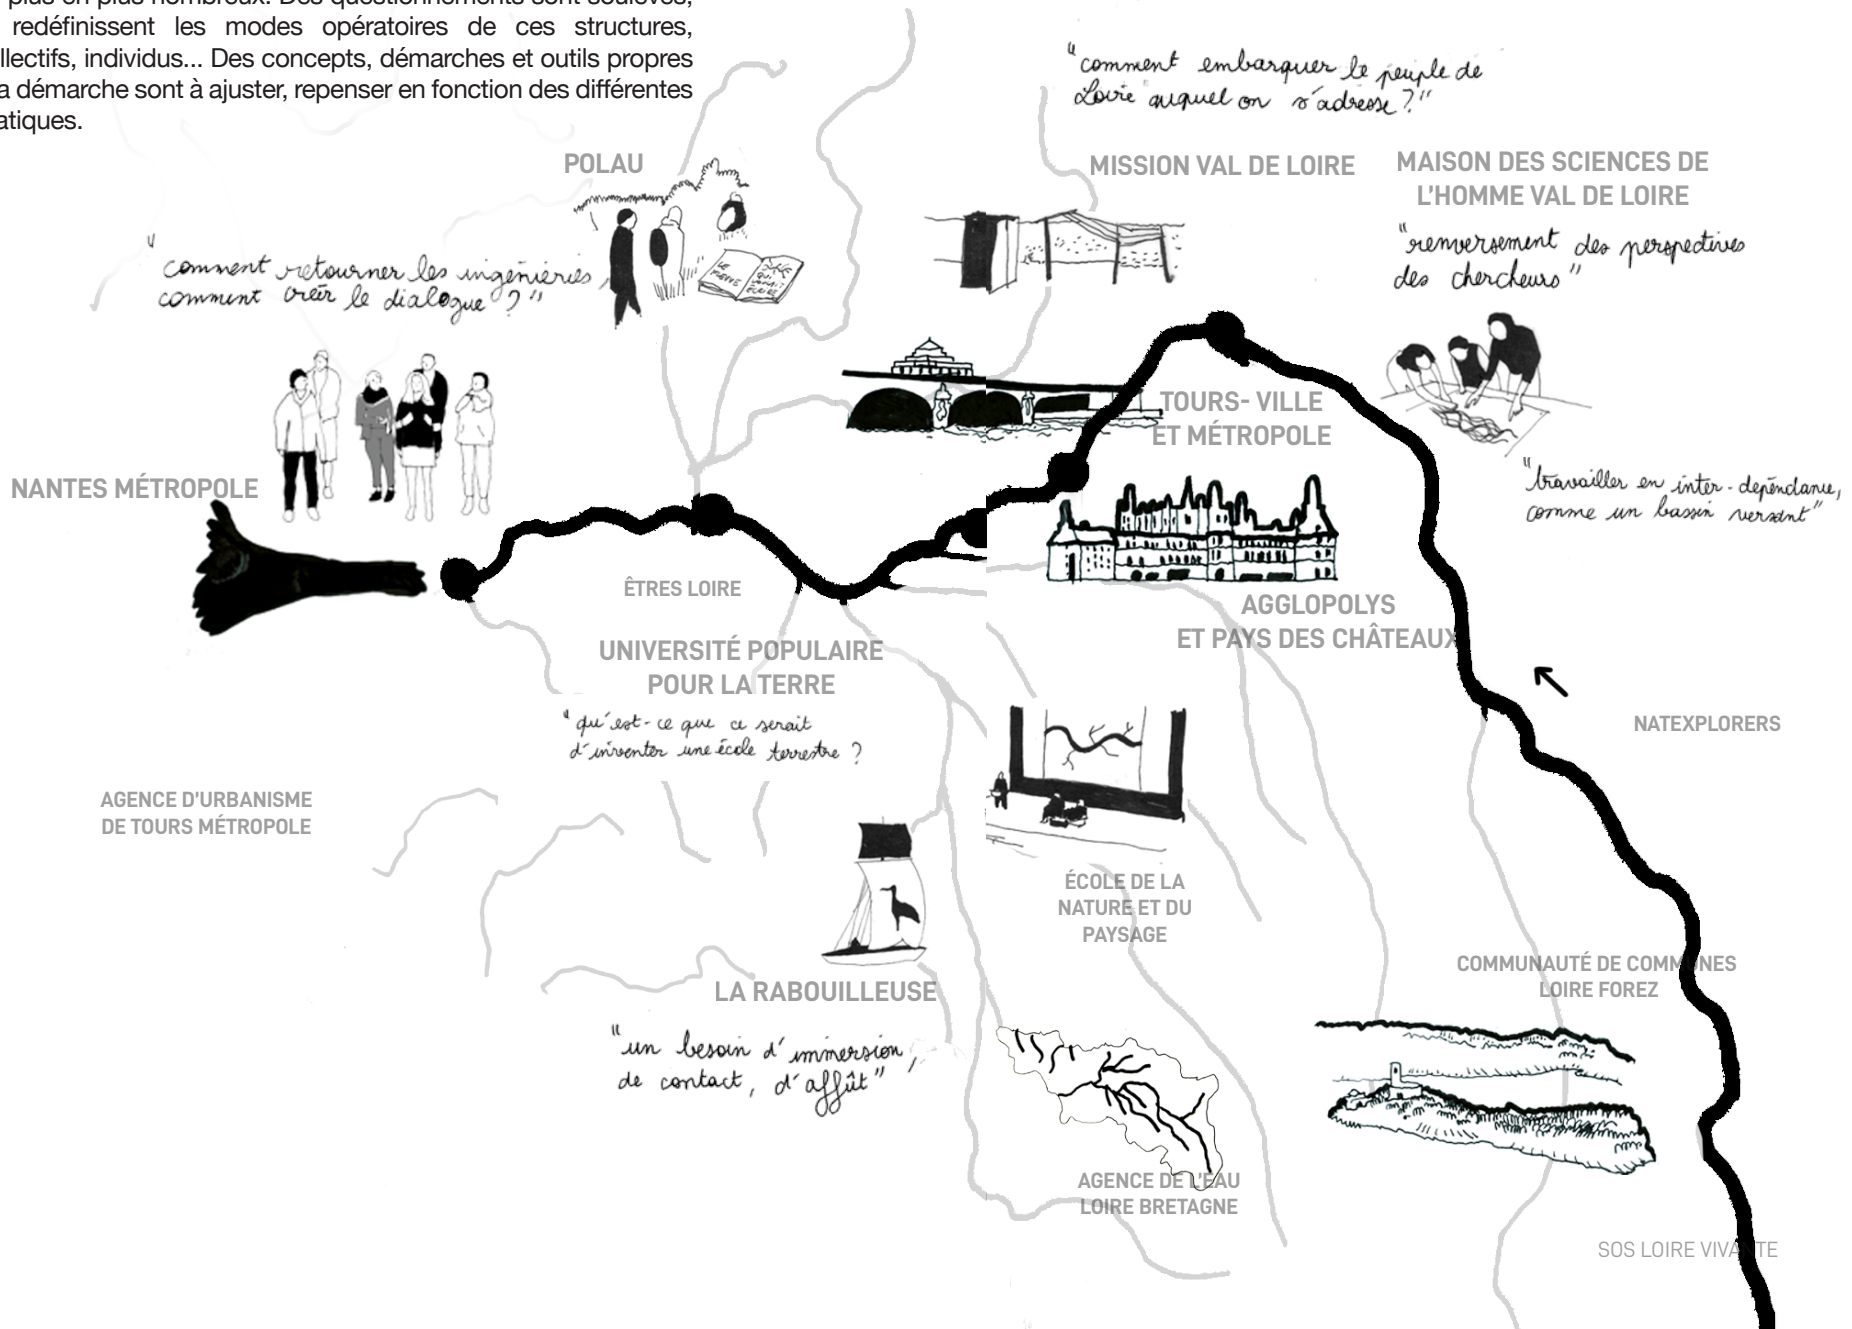 plus en plus nombreux. Des questionnements sont soulevés,
redéfinissent les modes opératoires de ces structures,
llectifs, individus... Des concepts, démarches et outils propres
a démarche sont à ajuster, repenser en fonction des différentes
atiques.
"comment embarquer le peuple de
Loire auquel on s'adresse?"
POLAU
MISSION VAL DE LOIRE
MAISON DES SCIENCES DE
L'HOMME VAL DE LOIRE
"renversement des perspectives
des chercheurs"
"comment retourner les ingénieries,
comment créer le dialogue ?"
LE
FLEUVE
QUI
ÉCRIRE
TOURS- VILLE
ET MÉTROPOLE
NANTES MÉTROPOLE
"travailler en inter-dépendance,
comme un bassin versant"
ÊTRES LOIRE
AGGLOPOLYS
ET PAYS DES CHÂTEAUX
UNIVERSITÉ POPULAIRE
POUR LA TERRE
"qu'est-ce que ce serait
d'inventer une école terrestre ?
NATEXPLORERS
AGENCE D'URBANISME
DE TOURS MÉTROPOLE
ÉCOLE DE LA
NATURE ET DU
PAYSAGE
COMMUNAUTÉ DE COMMUNES
LOIRE FOREZ
LA RABOUILLEUSE
"un besoin d'immersion,
de contact, d'affût"
AGENCE DE L'EAU
LOIRE BRETAGNE
SOS LOIRE VIVANTE